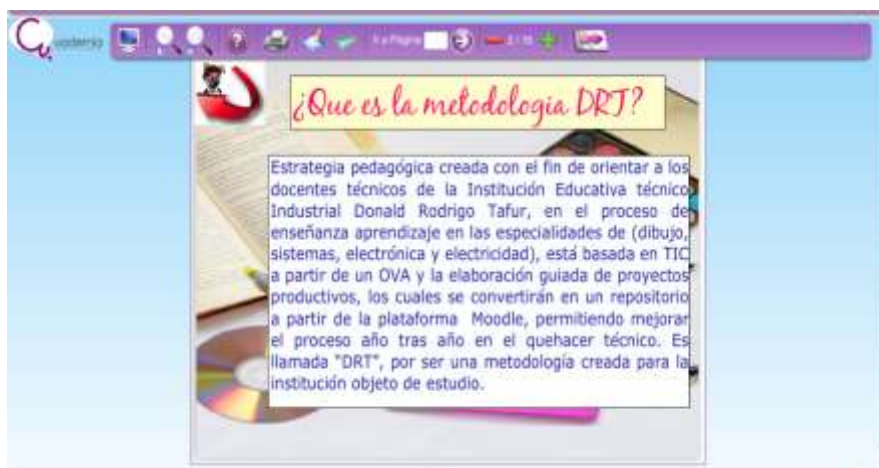 ¿Que es la metodologia DRT?
Estrategia pedagógica creada con el fin de orientar a los
docentes técnicos de la Institución Educativa técnico
Industrial Donald Rodrigo Tafur, en el proceso de
enseñanza aprendizaje en las especialidades de (dibujo,
sistemas, electrónica y electricidad), está basada en TIC
a partir de un OVA y la elaboración guiada de proyectos
productivos, los cuales se convertirán en un repositorio
a partir de la plataforma Moodle, permitiendo mejorar
el proceso año tras año en el quehacer técnico. Es
llamada "DRT", por ser una metodología creada para la
institución objeto de estudio.